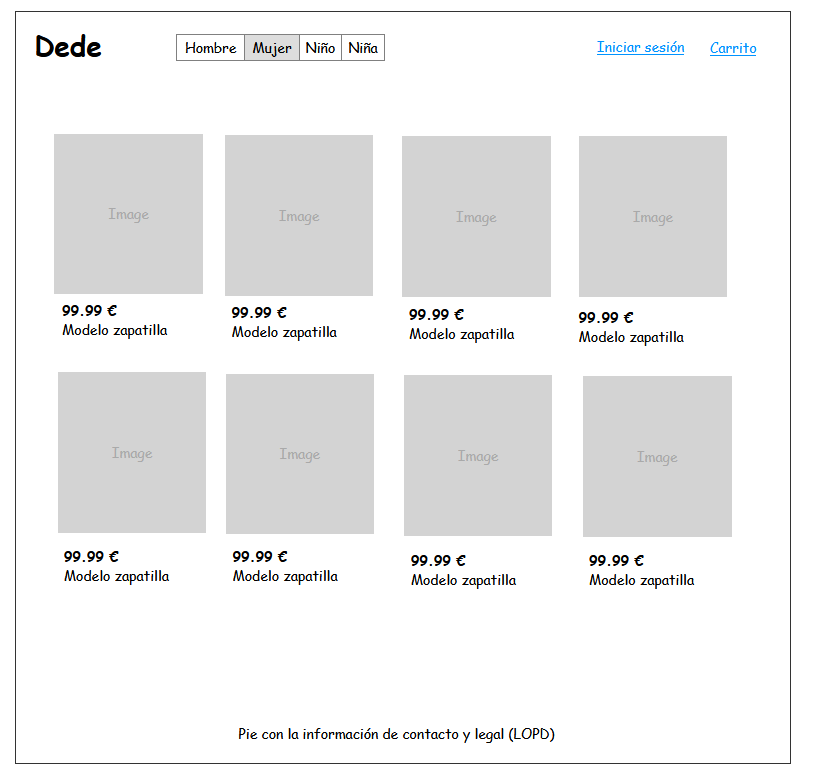 Dede
Hombre Mujer Niño Niña
Iniciar sesión
Carrito
Image Image Image Image
99.99 € 99.99 € 99.99 € 99.99 €
Modelo zapatilla Modelo zapatilla Modelo zapatilla Modelo zapatilla
Image Image Image Image
99.99 € 99.99 € 99.99 € 99.99 €
Modelo zapatilla Modelo zapatilla Modelo zapatilla Modelo zapatilla
Pie con la información de contacto y legal (LOPD)